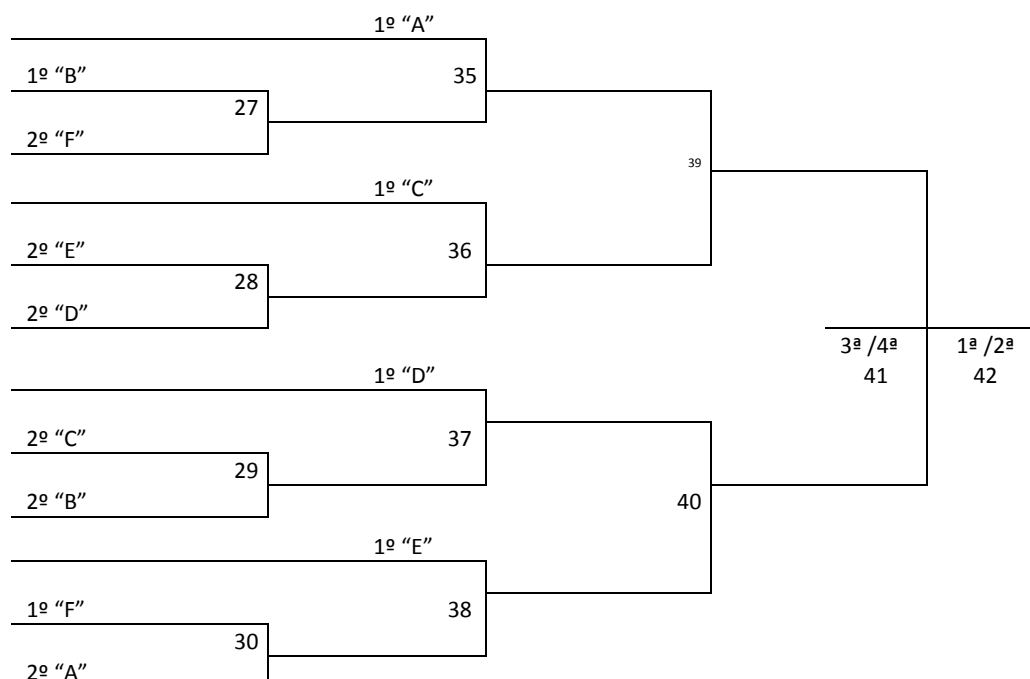 1º “A”
1º “B”
35
27
2º “F”
39
1º “C”
2º “E”
36
28
2º “D”
3ª /4ª
1ª /2ª
41
42
1º “D”
2º “C”
37
29
2º “B”
40
1º “E”
1º “F”
38
30
2º “A”